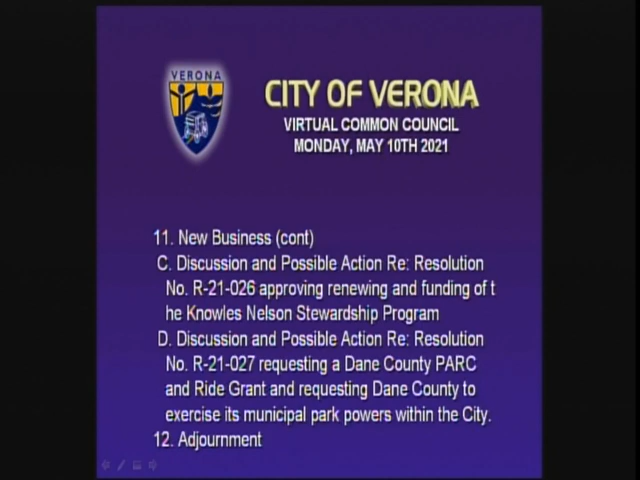 VERONA
CITY OF VERONA
VIRTUAL COMMON COUNCIL
MONDAY, MAY 10TH 2021
11. New Business (cont)
C. Discussion and Possible Action Re: Resolution
No. R-21-026 approving renewing and funding of t
he Knowles Nelson Stewardship Program
D. Discussion and Possible Action Re: Resolution
No. R-21-027 requesting a Dane County PARC
and Ride Grant and requesting Dane County to
exercise its municipal park powers within the City.
12. Adjournment